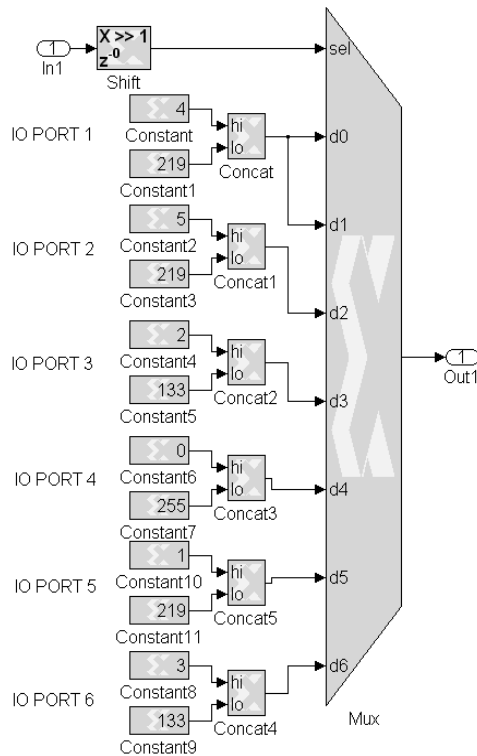 X >> 1
z-0
1
In1
Shift
sel
IO PORT 1
4
Constant
219
Constant1
hi
lo
Concat
d0
d1
IO PORT 2
5
Constant2
219
Constant3
hi
lo
Concat1
d2
IO PORT 3
2
Constant4
133
Constant5
hi
lo
Concat2
d3
1
Out1
IO PORT 4
0
Constant6
255
Constant7
hi
lo
Concat3
d4
IO PORT 5
1
Constant10
219
Constant11
hi
lo
Concat5
d5
IO PORT 6
3
Constant8
133
Constant9
hi
lo
Concat4
d6
Mux